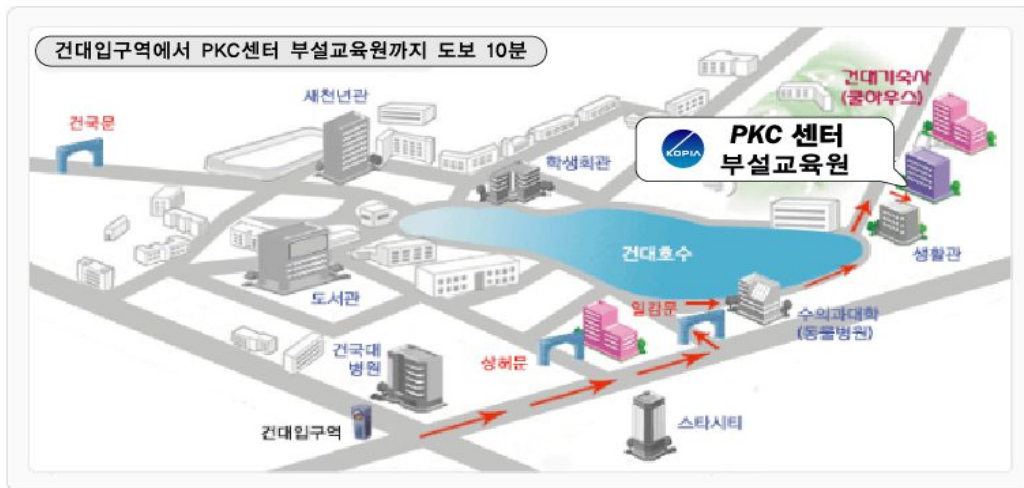 건대입구역에서 PKC센터 부설교육원까지 도보 10분
새천년관
건대기숙사
(쿨하우스)
건국문
KOPIA
PKC 센터
부설교육원
학생회관
건대호수
생활관
도서관
일감문
수의과대학
(동물병원)
건국대
병원
상허문
스타시티
건대입구역